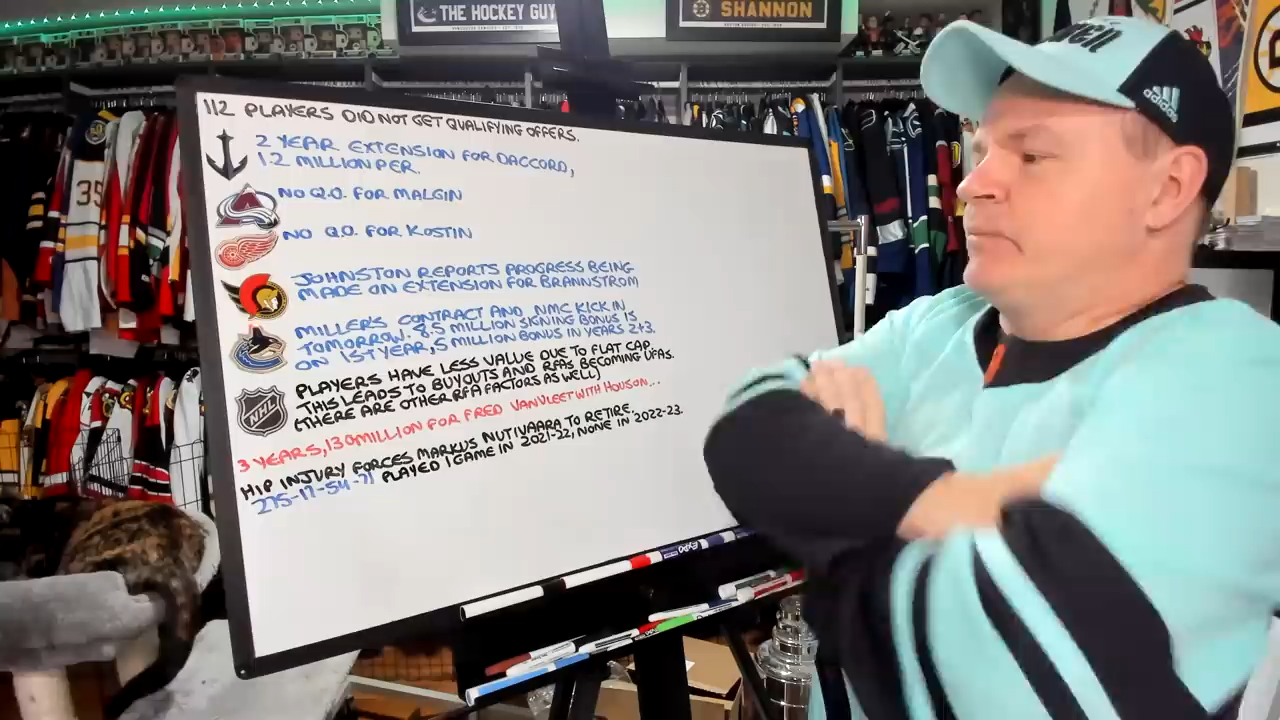 THE HOCKEY GUY
SHANNON
112 PLAYERS DID NOT GET QUALIFYING OFFERS.
2 YEAR EXTENSION FOR DACCORD,
1.2 MILLION PER.
NO Q.O. FOR MALGIN
NO Q.O. FOR KOSTIN
JOHNSTON REPORTS PROGRESS BEING
MADE ON EXTENSION FOR BRANNSTROM
MILLER'S CONTRACT AND NMC KICK IN
TOMORROW. 8.5 MILLION SIGNING BONUS IS
ON 1ST YEAR, 5 MILLION BONUS IN YEARS 2+3.
NHL
PLAYERS HAVE LESS VALUE DUE TO FLAT CAP.
THIS LEADS TO BUYOUTS AND RFAS BECOMING UFAS.
(THERE ARE OTHER RFA FACTORS AS WELL)
3 YEARS, 130 MILLION FOR FRED VANVLEET WITH HOUSON...
HIP INJURY FORCES MARKUS NUTIVAARA TO RETIRE.
275-17-54-71 PLAYED 1 GAME IN 2021-22, NONE IN 2022-23.
adidas
35
EXPO